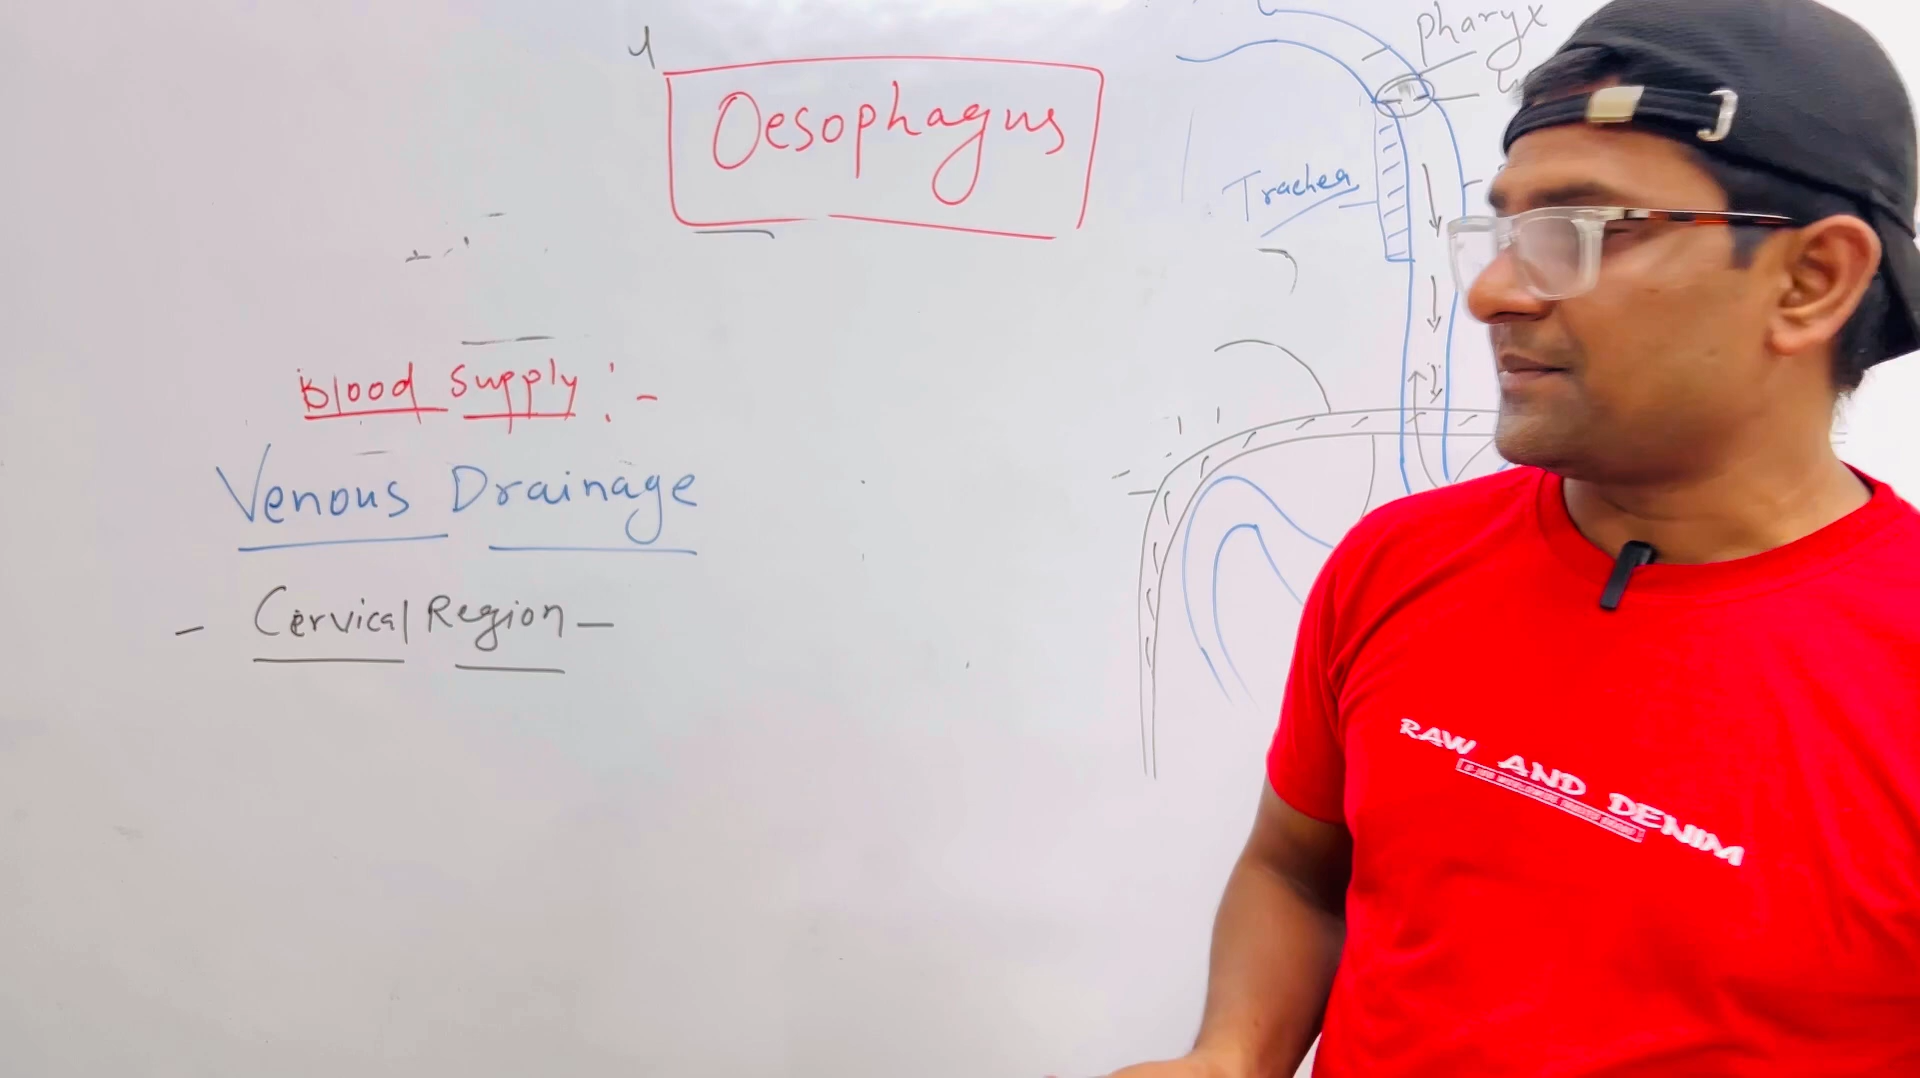 Pharyx
Oesophagus
Trachea
Blood Supply :-
Venous Drainage
- Cervical Region -
RAW AND DENIM